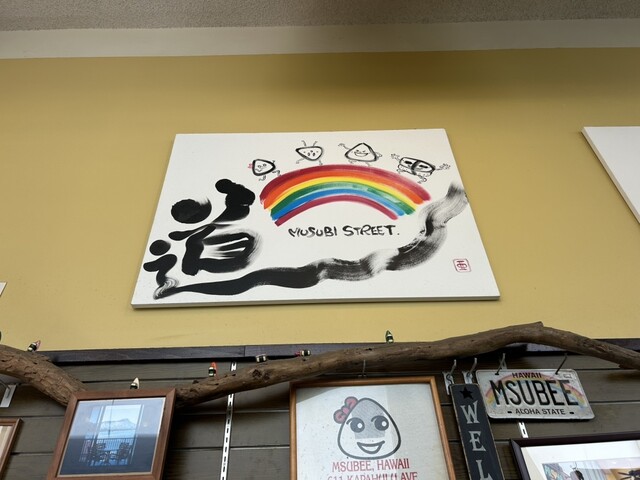 道
MUSUBI STREET.
HAWAII
MSUBEE
ALOHA STATE
WEL
MSUBEE, HAWAII
611 KAPAHULU AVE